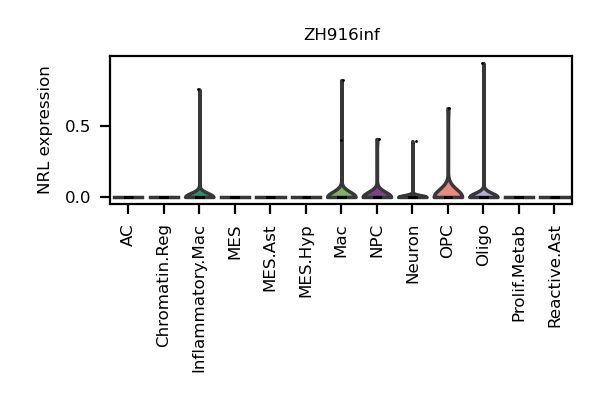 ZH916inf
NRL expression
0.5
0.0
AC
Chromatin.Reg
Inflammatory.Mac
MES
MES.Ast
MES.Hyp
Mac
NPC
Neuron
OPC
Oligo
Prolif.Metab
Reactive.Ast